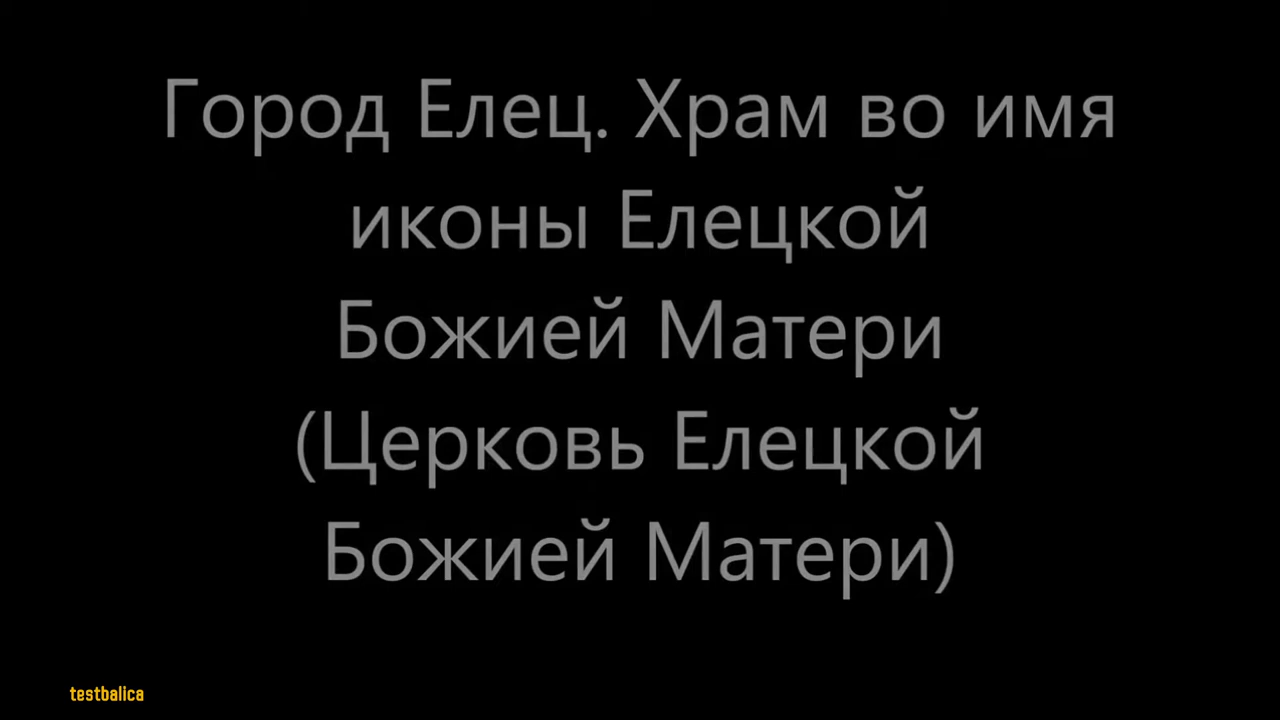 Город Елец. Храм во имя
иконы Елецкой
Божией Матери
(Церковь Елецкой
Божией Матери)
testbalica